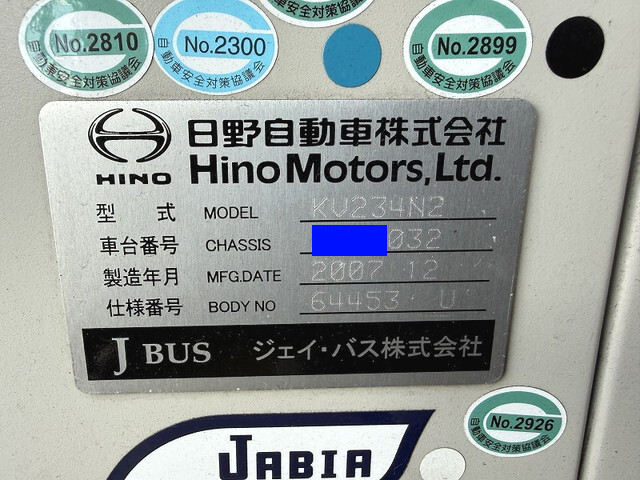 No.2810
自動車安全対策協議会
No.2300
自動車安全対策協議会
No.2899
自動車安全対策協議会
HINO
日野自動車株式会社
Hino Motors, Ltd.
型 式 MODEL KV234N2
車台番号 CHASSIS 032
製造年月 MFG.DATE 2007 12
仕様番号 BODY NO 64453 U
J BUS ジェイ・バス株式会社
No.2926
自動車安全対策協議会
JABIA